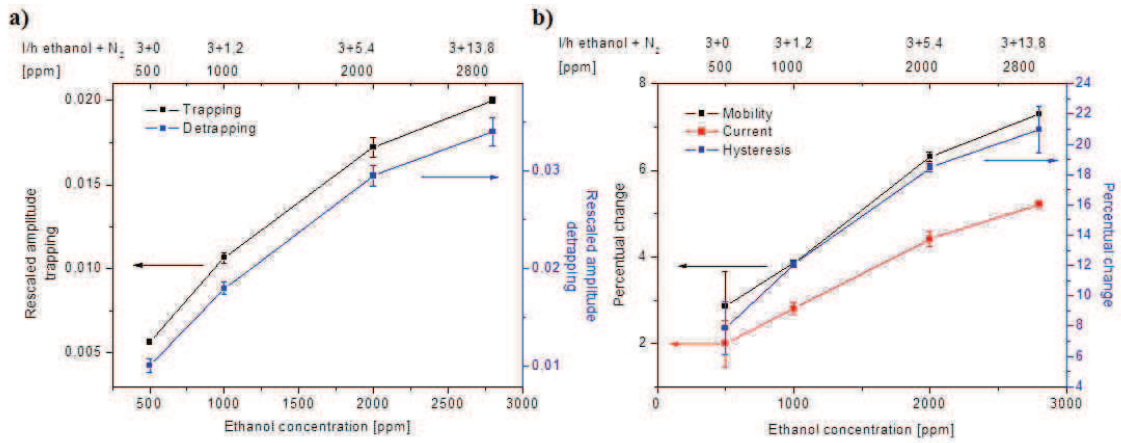 a)
l/h ethanol + N2 3+0 3+1,2 3+5.4 3+13.8
[ppm] 500 1000 2000 2800
0.020
0.015
0.010
0.005
Rescaled amplitude
trapping
Trapping
Detrapping
0.03
0.02
0.01
Rescaled amplitude
detrapping
500 1000 1500 2000 2500 3000
Ethanol concentration [ppm]
b)
l/h ethanol + N2 3+0 3+1,2 3+5.4 3+13.8
[ppm] 500 1000 2000 2800
8
6
4
2
Percentual change
Mobility
Current
Hysteresis
24
22
21
20
18
16
14
12
10
9
8
7
6
4
Percentual change
0 1000 2000 3000
Ethanol concentration [ppm]